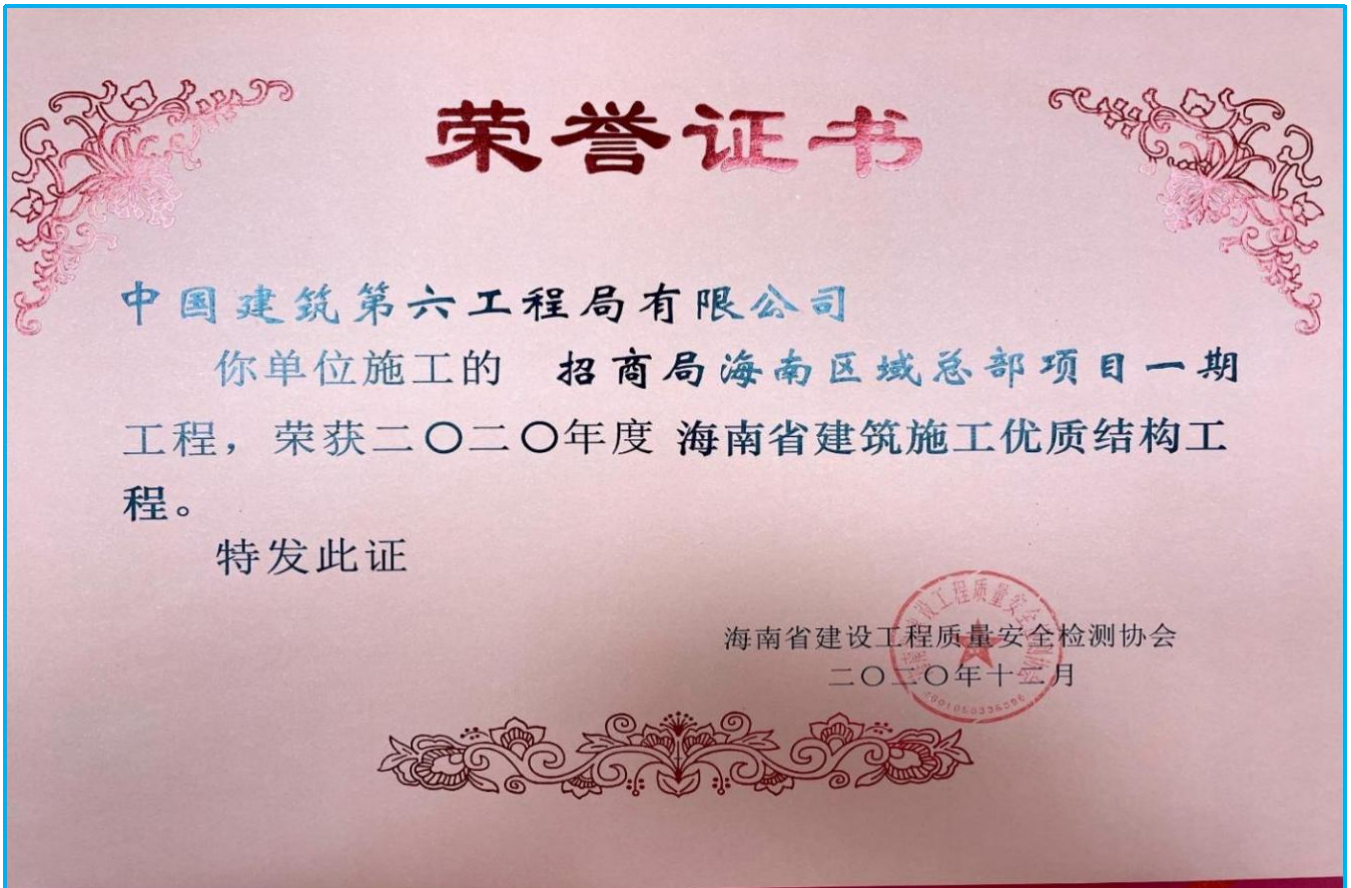 荣誉证书
中国建筑第六工程局有限公司
你单位施工的 招商局海南区域总部项目一期
工程，荣获二〇二〇年度 海南省建筑施工优质结构工
程。
特发此证
海南省建设工程质量安全检测协会
二〇二〇年十二月